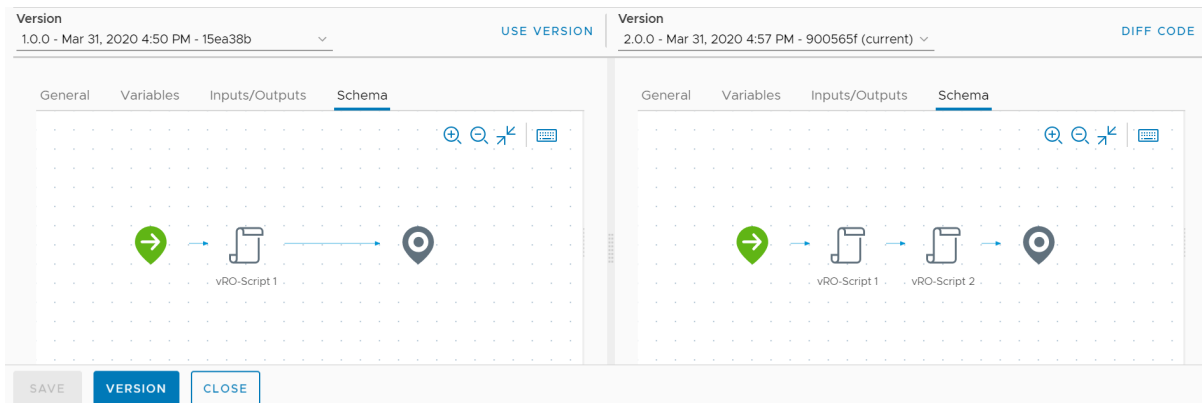 Version
1.0.0 - Mar 31, 2020 4:50 PM - 15ea38b
USE VERSION
Version
2.0.0 - Mar 31, 2020 4:57 PM - 900565f (current)
DIFF CODE
General Variables Inputs/Outputs Schema
vRO-Script 1
General Variables Inputs/Outputs Schema
vRO-Script 1 vRO-Script 2
SAVE VERSION CLOSE